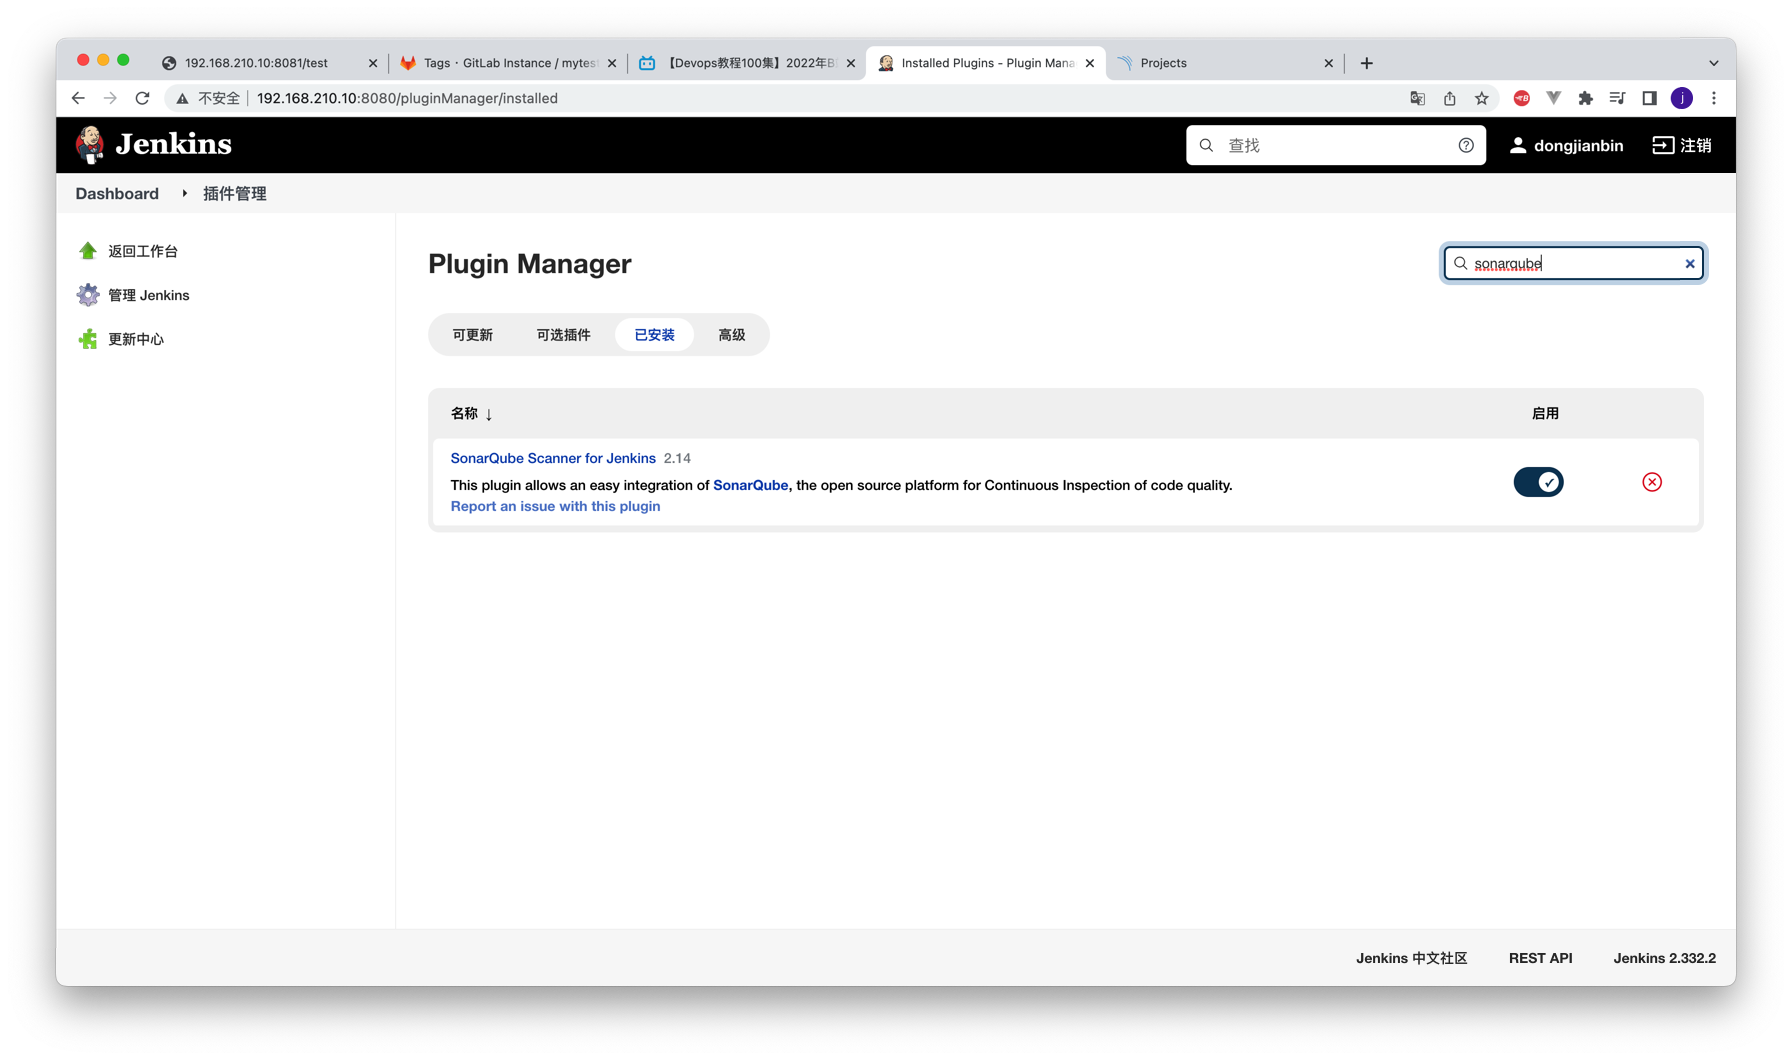 192.168.210.10:8081/test
Tags · GitLab Instance / mytest
【Devops教程100集】2022年B
Installed Plugins - Plugin Mana
Projects
不安全
192.168.210.10:8080/pluginManager/installed
j
Jenkins
查找
dongjianbin
注销
Dashboard
插件管理
返回工作台
管理 Jenkins
更新中心
Plugin Manager
sonarqube
可更新
可选插件
已安装
高级
名称 ↓
启用
SonarQube Scanner for Jenkins 2.14
This plugin allows an easy integration of SonarQube, the open source platform for Continuous Inspection of code quality.
Report an issue with this plugin
Jenkins 中文社区
REST API
Jenkins 2.332.2